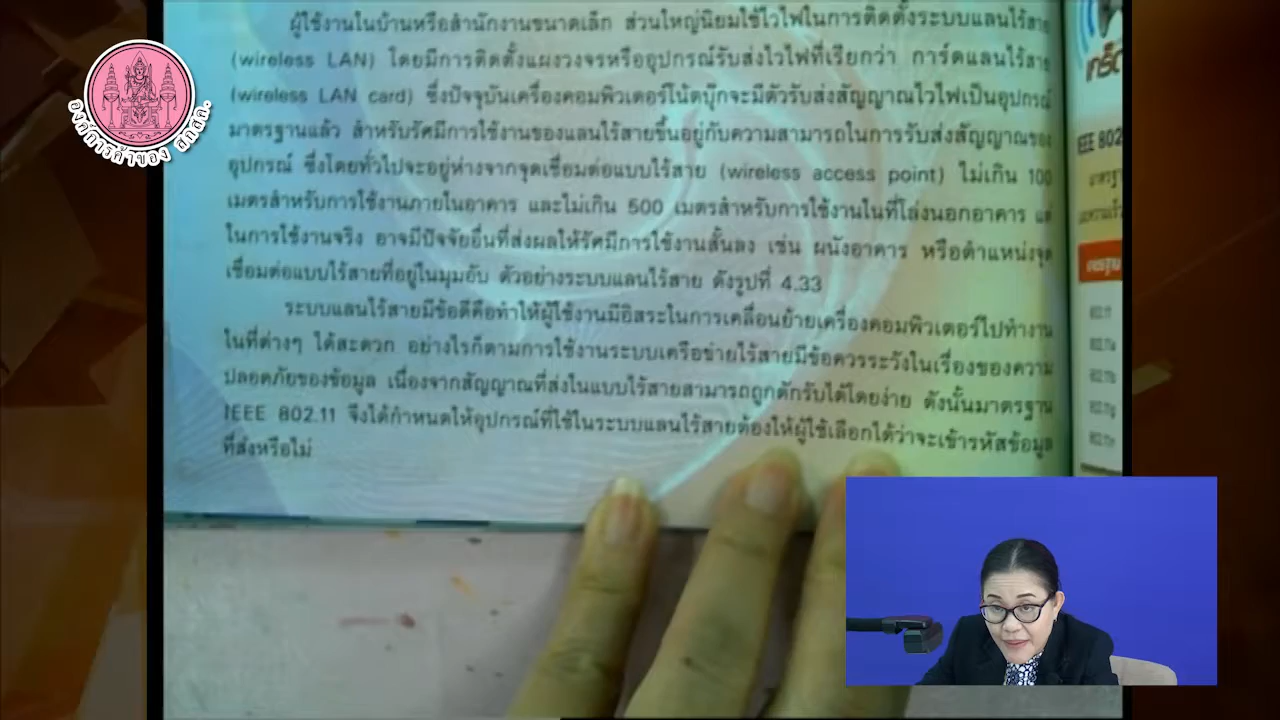 องค์การค้าของ สกสค.
ผู้ใช้งานในบ้านหรือสำนักงานขนาดเล็ก ส่วนใหญ่นิยมใช้ไวไฟในการติดตั้งระบบแลนไร้สาย
(wireless LAN) โดยมีการติดตั้งแผงวงจรหรืออุปกรณ์รับส่งไวไฟที่เรียกว่า การ์ดแลนไร้สาย
(wireless LAN card) ซึ่งปัจจุบันเครื่องคอมพิวเตอร์โน้ตบุ๊กจะมีตัวรับส่งสัญญาณไวไฟเป็นอุปกรณ์
มาตรฐานแล้ว สำหรับรัศมีการใช้งานของแลนไร้สายขึ้นอยู่กับความสามารถในการรับส่งสัญญาณของ
อุปกรณ์ ซึ่งโดยทั่วไปจะอยู่ห่างจากจุดเชื่อมต่อแบบไร้สาย (wireless access point) ไม่เกิน 100
เมตรสำหรับการใช้งานภายในอาคาร และไม่เกิน 500 เมตรสำหรับการใช้งานในที่โล่งนอกอาคาร แต่
ในการใช้งานจริง อาจมีปัจจัยอื่นที่ส่งผลให้รัศมีการใช้งานสั้นลง เช่น ผนังอาคาร หรือตำแหน่งจุด
เชื่อมต่อแบบไร้สายที่อยู่ในมุมอับ ตัวอย่างระบบแลนไร้สาย ดังรูปที่ 4.33
ระบบแลนไร้สายมีข้อดีคือทำให้ผู้ใช้งานมีอิสระในการเคลื่อนย้ายเครื่องคอมพิวเตอร์ไปทำงาน
ในที่ต่างๆ ได้สะดวก อย่างไรก็ตามการใช้งานระบบเครือข่ายไร้สายมีข้อควรระวังในเรื่องของความ
ปลอดภัยของข้อมูล เนื่องจากสัญญาณที่ส่งในแบบไร้สายสามารถถูกดักรับได้โดยง่าย ดังนั้นมาตรฐาน
IEEE 802.11 จึงได้กำหนดให้อุปกรณ์ที่ใช้ในระบบแลนไร้สายต้องให้ผู้ใช้เลือกได้ว่าจะเข้ารหัสข้อมูล
ที่ส่งหรือไม่
IEEE 802
802.11
802.11a
802.11b
802.11g
802.11n